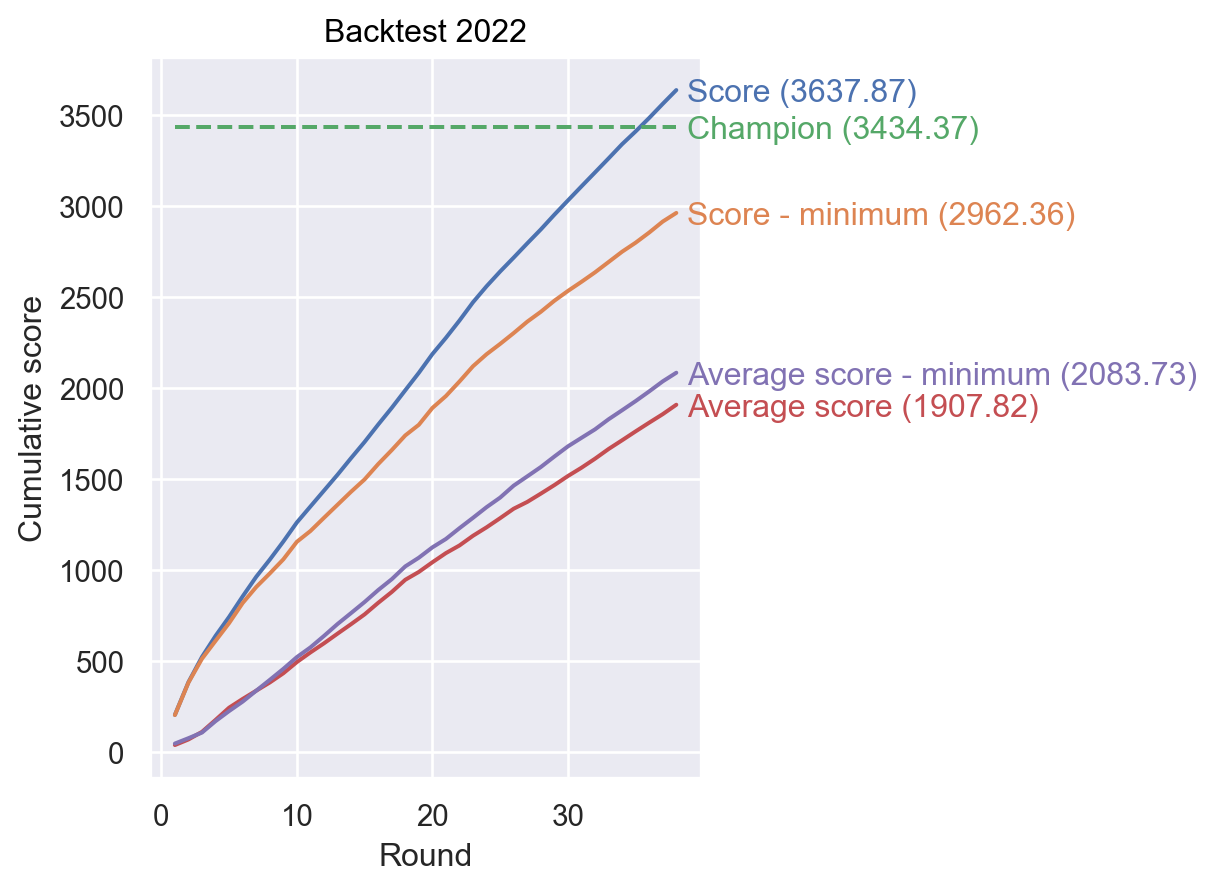 Backtest 2022
Cumulative score
3500
3000
2500
2000
1500
1000
500
0
Score (3637.87)
Champion (3434.37)
Score - minimum (2962.36)
Average score - minimum (2083.73)
Average score (1907.82)
0 10 20 30
Round